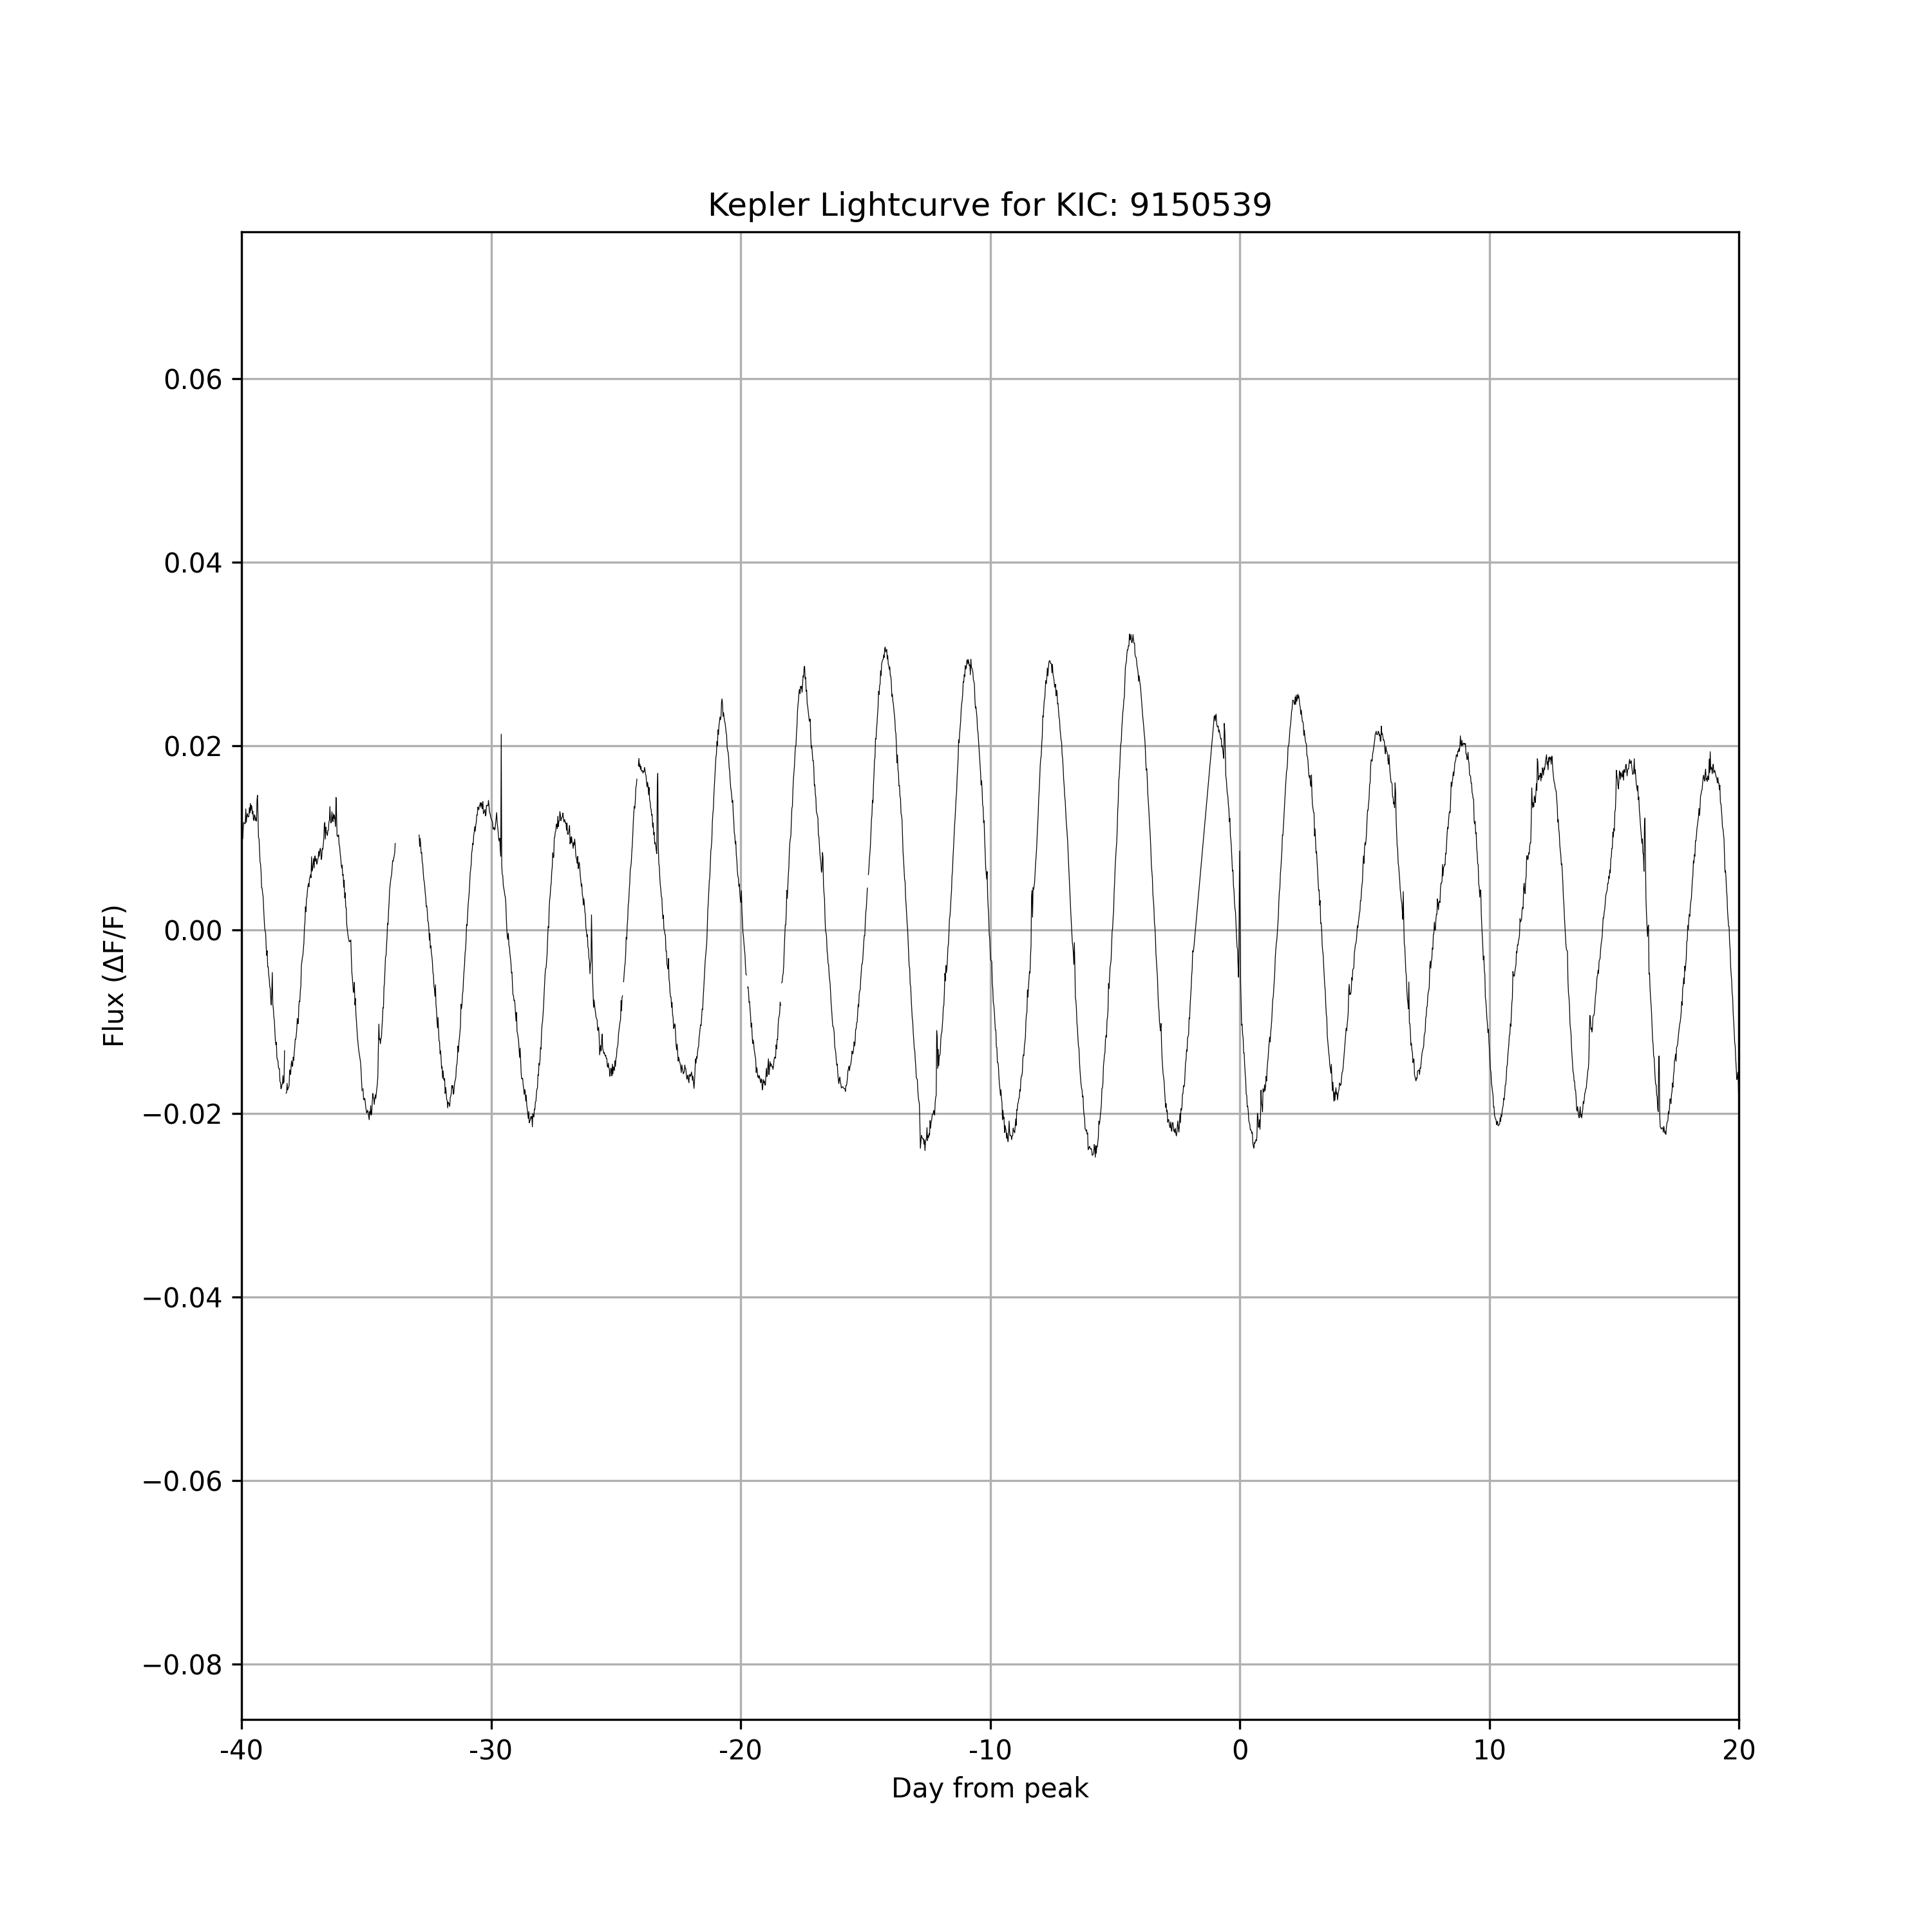 Kepler Lightcurve for KIC: 9150539
0.06
0.04
0.02
0.00
−0.02
−0.04
−0.06
−0.08
Flux (ΔF/F)
-40 -30 -20 -10 0 10 20
Day from peak